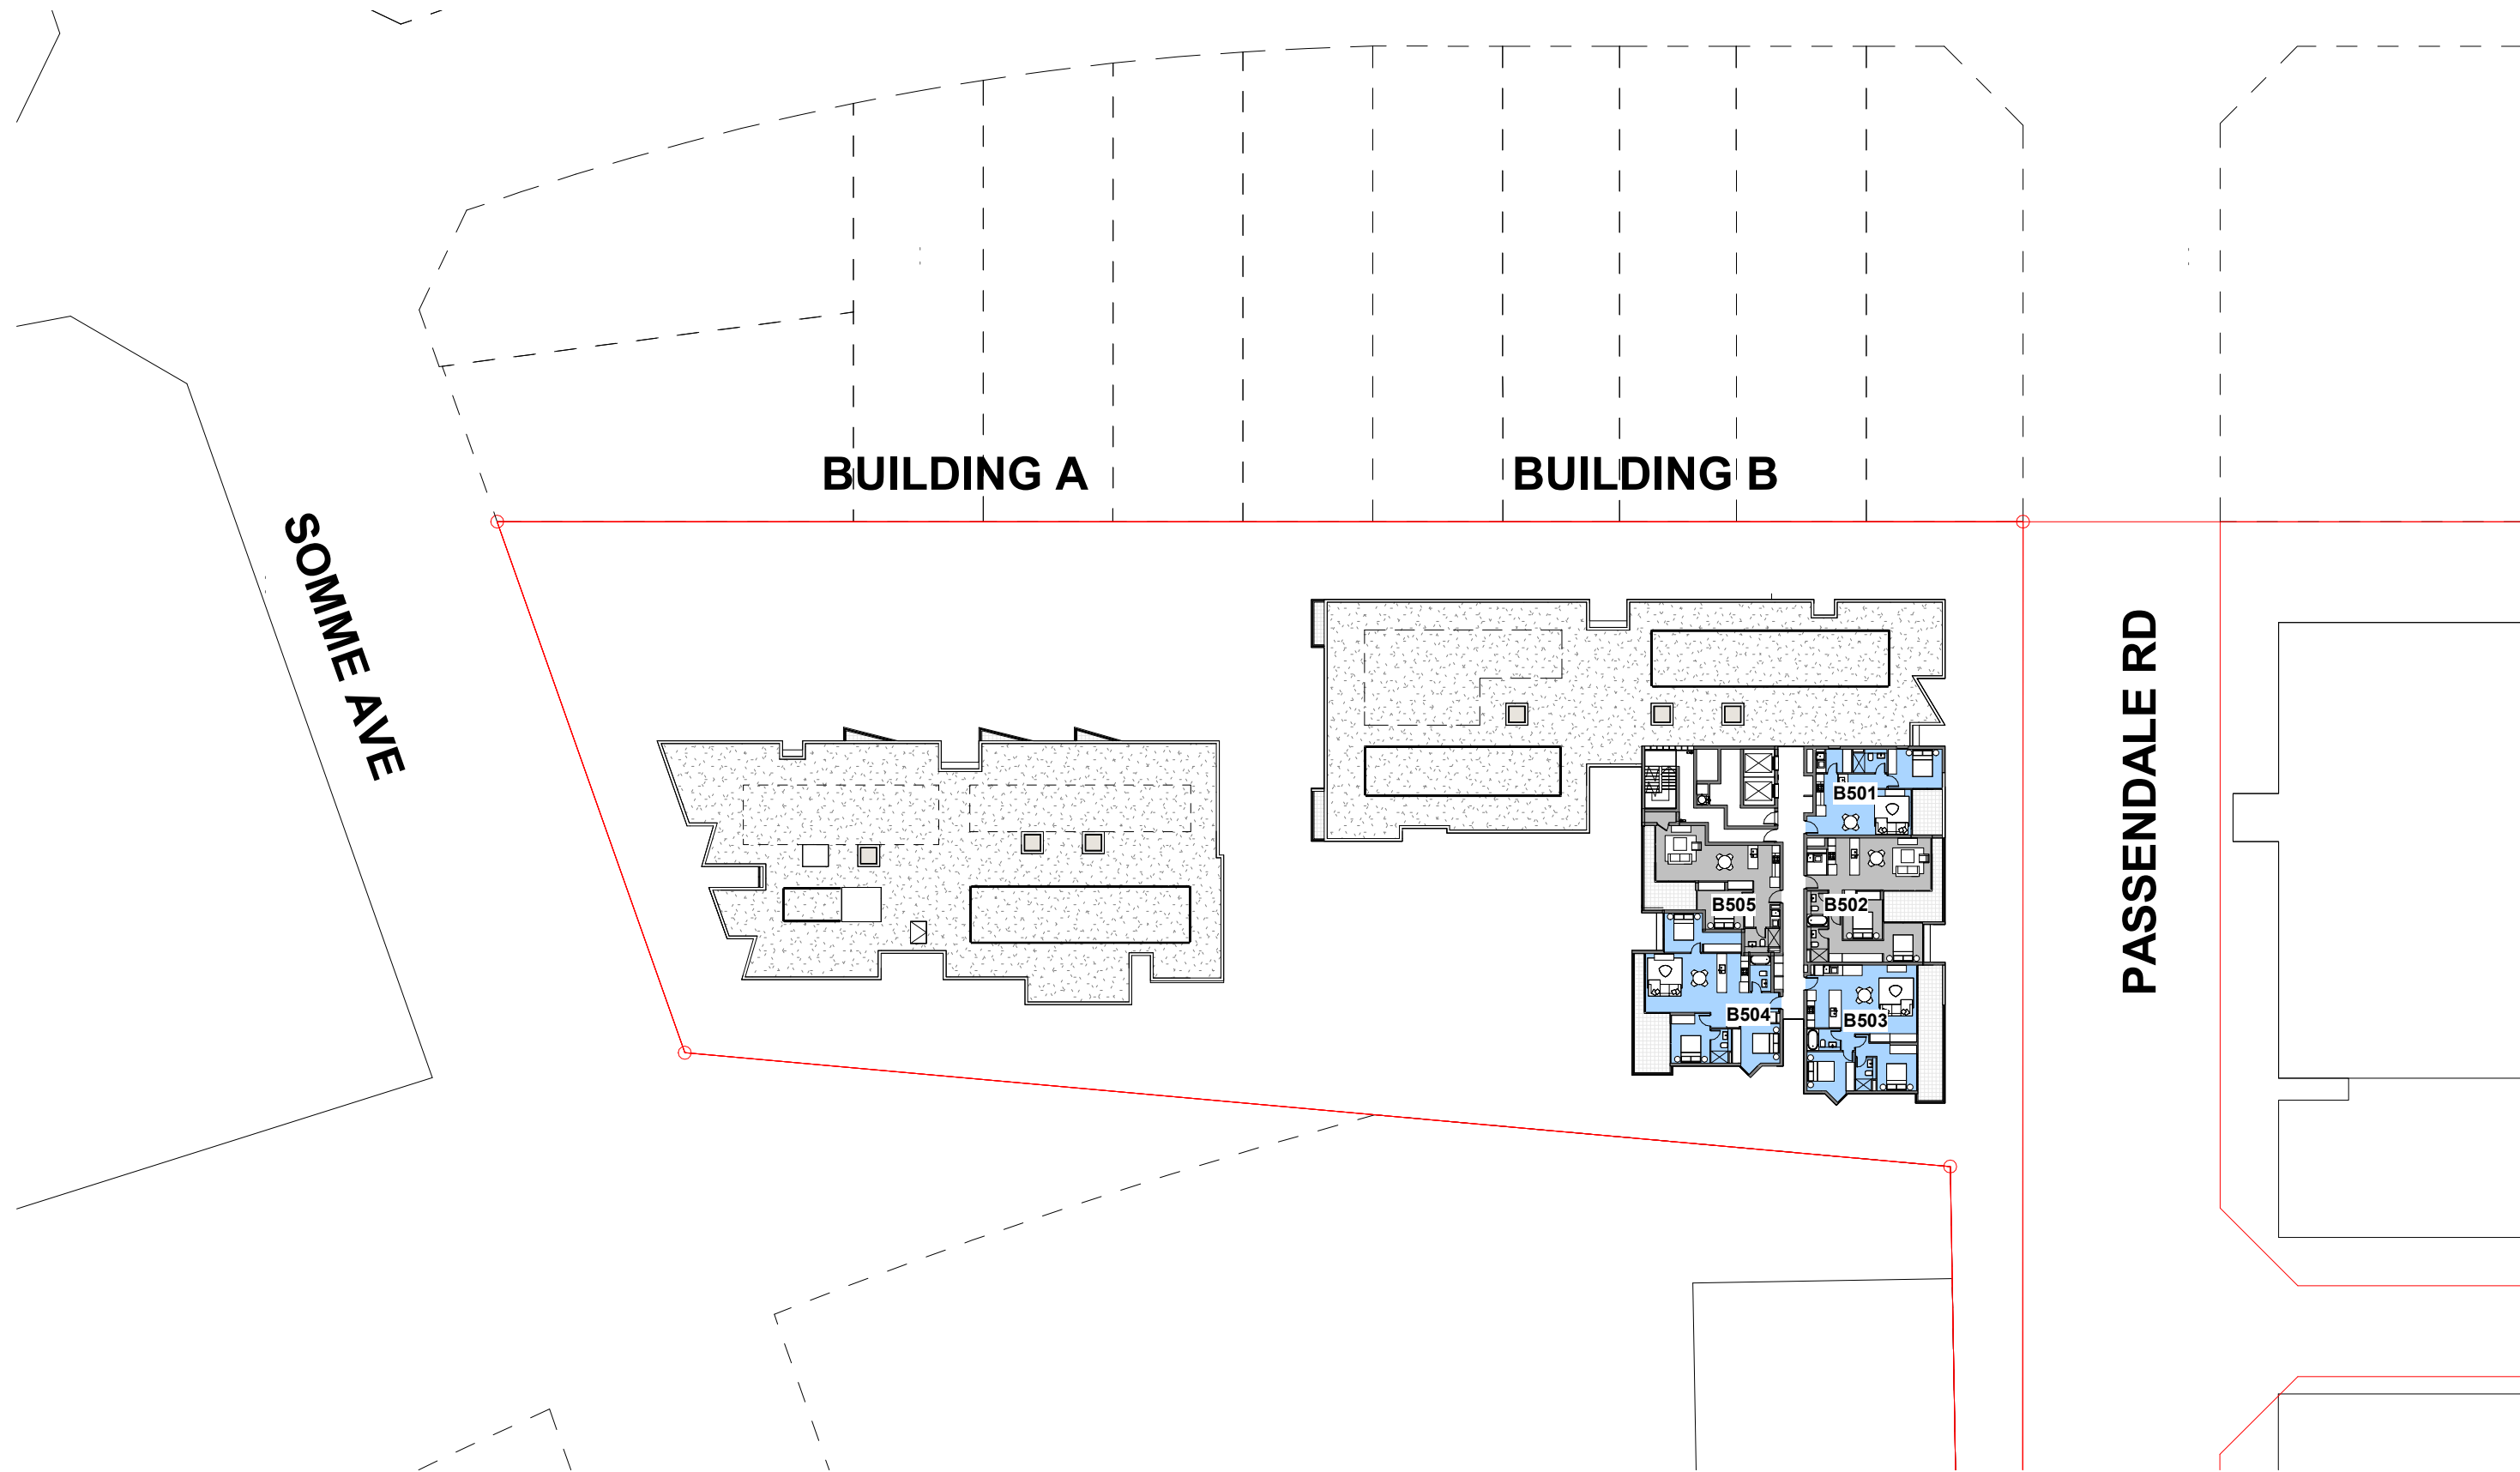 BUILDING A
BUILDING B
SOMME AVE
PASSENDALE RD
B501
B505
B502
B504
B503